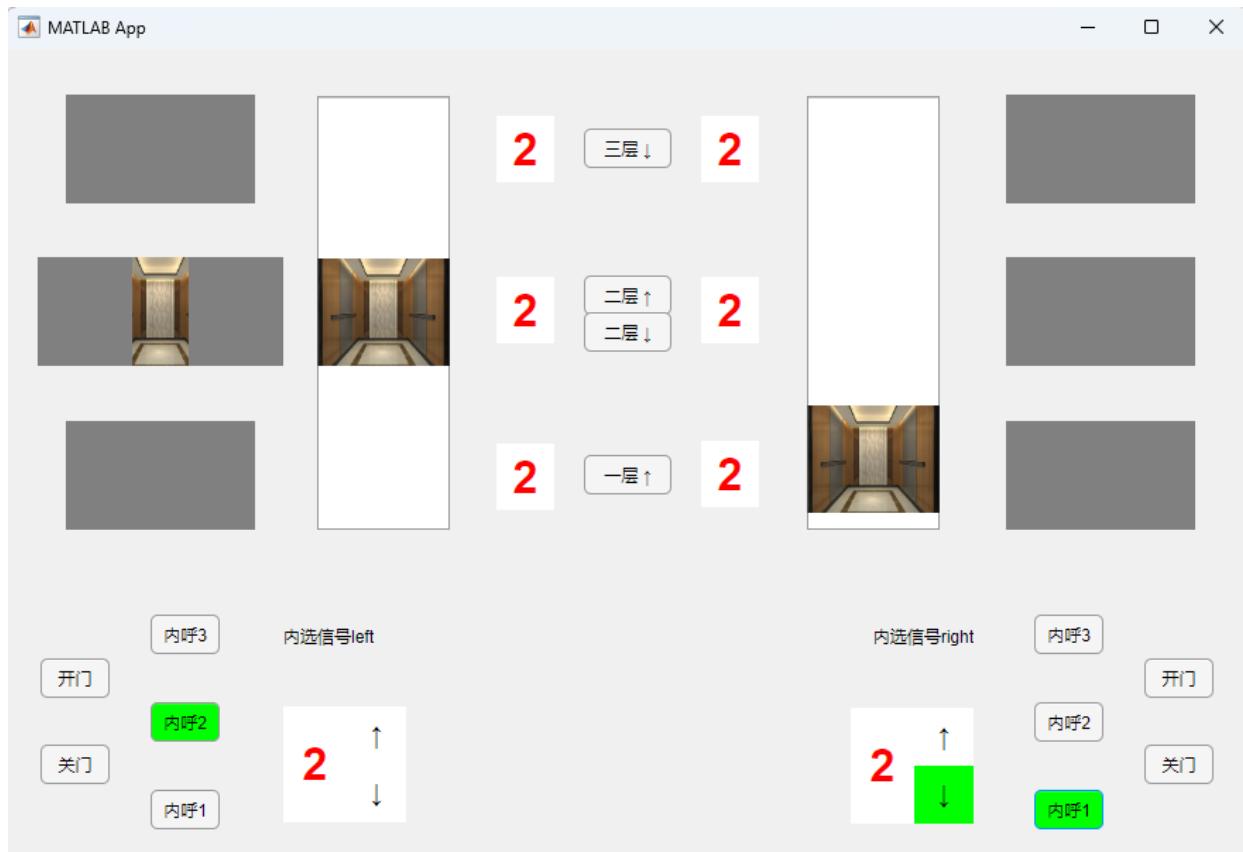 MATLAB App
2
三层↓
2
2
二层↑
2
二层↓
2
一层↑
2
内呼3
内选信号left
内选信号right
内呼3
开门
开门
内呼2
↑
↑
内呼2
2
2
关门
关门
↓
↓
内呼1
内呼1